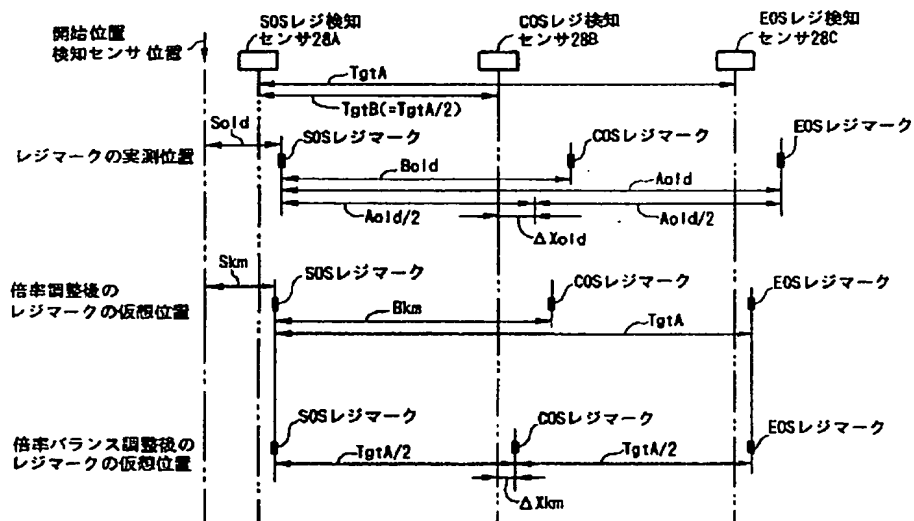 開始位置
検知センサ位置
SOSレジ検知
センサ28A
COSレジ検知
センサ28B
EOSレジ検知
センサ28C
TgtA
TgtB(=TgtA/2)
Sold
レジマークの実測位置
SOSレジマーク
COSレジマーク
EOSレジマーク
Bold
Aold
Aold/2
Aold/2
ΔXold
Skm
倍率調整後の
レジマークの仮想位置
SOSレジマーク
COSレジマーク
EOSレジマーク
Bkm
TgtA
倍率バランス調整後の
レジマークの仮想位置
SOSレジマーク
COSレジマーク
EOSレジマーク
TgtA/2
TgtA/2
ΔXkm